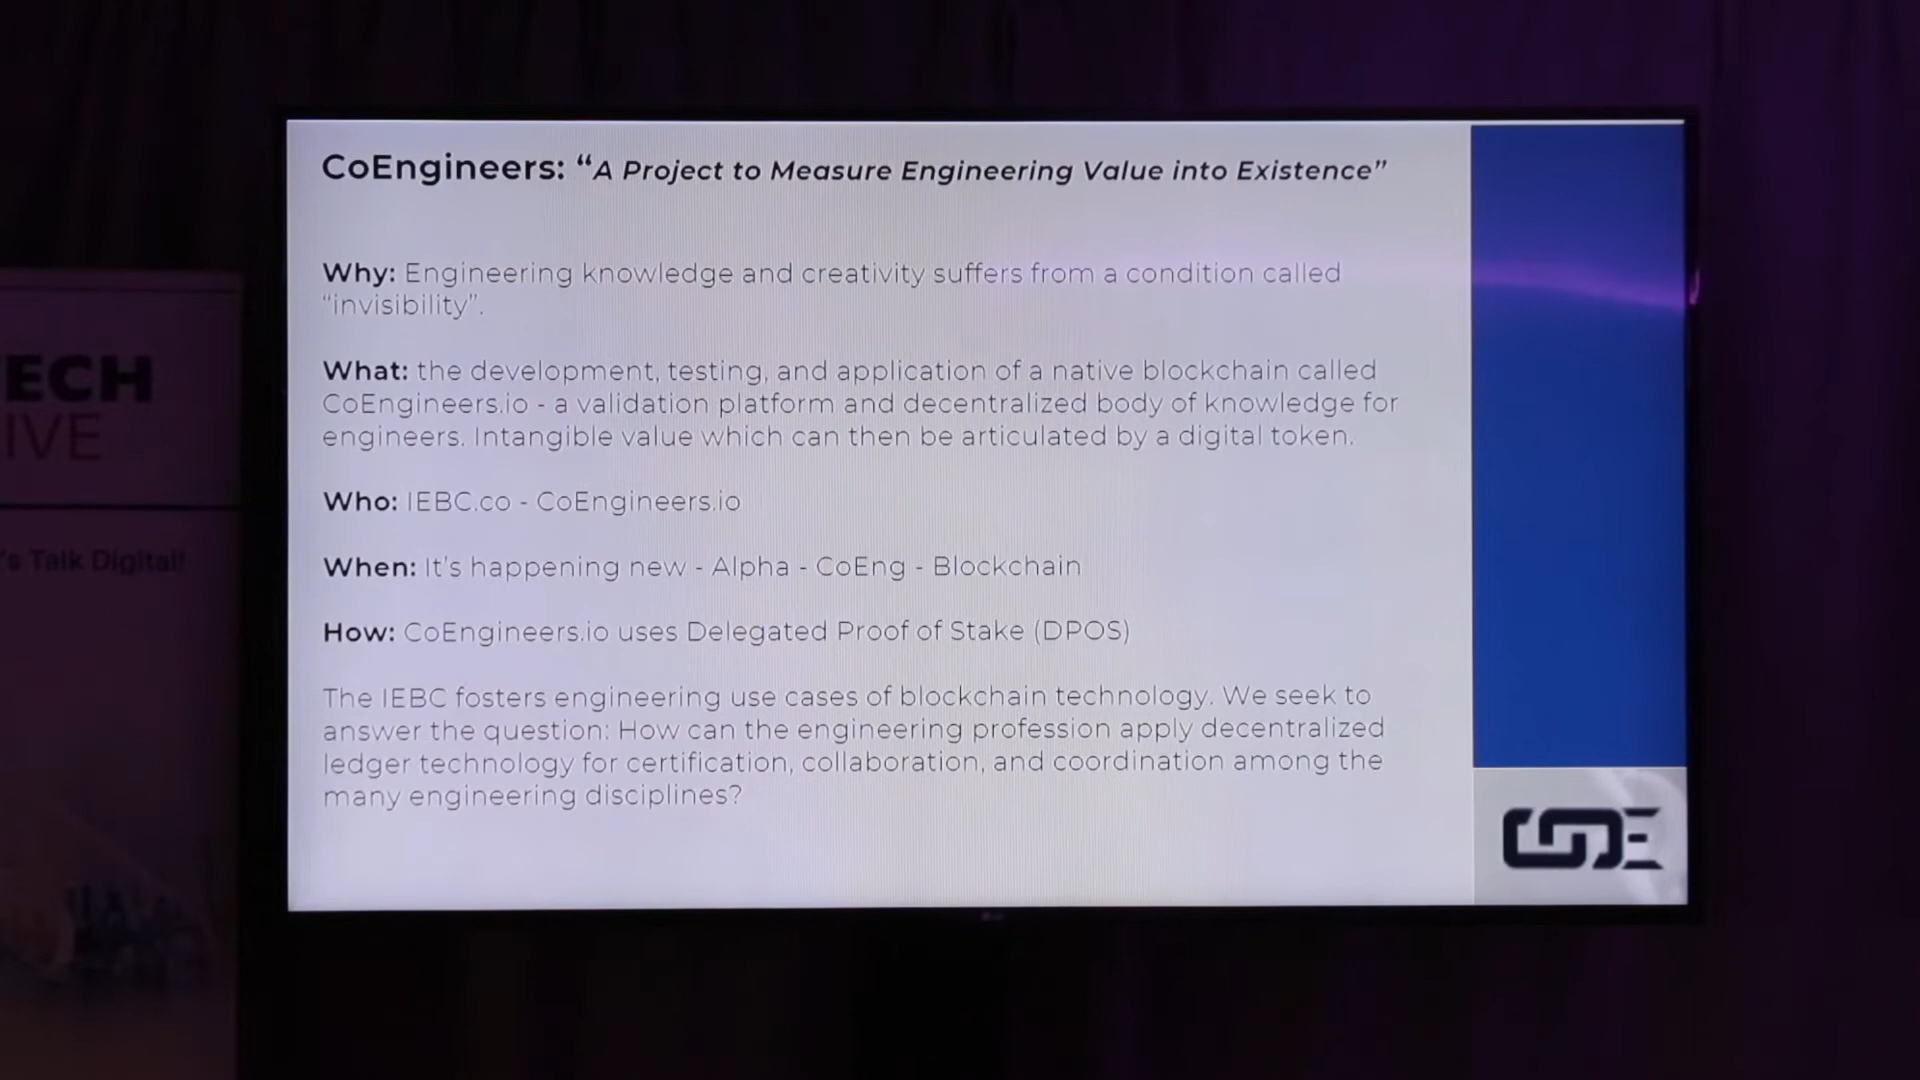 CoEngineers: “A Project to Measure Engineering Value into Existence”
Why: Engineering knowledge and creativity suffers from a condition called
“invisibility”.
What: the development, testing, and application of a native blockchain called
CoEngineers.io - a validation platform and decentralized body of knowledge for
engineers. Intangible value which can then be articulated by a digital token.
Who: IEBC.co - CoEngineers.io
When: It's happening new - Alpha - CoEng - Blockchain
How: CoEngineers.io uses Delegated Proof of Stake (DPOS)
The IEBC fosters engineering use cases of blockchain technology. We seek to
answer the question: How can the engineering profession apply decentralized
ledger technology for certification, collaboration, and coordination among the
many engineering disciplines?
ECH
IVE
's Talk Digital!